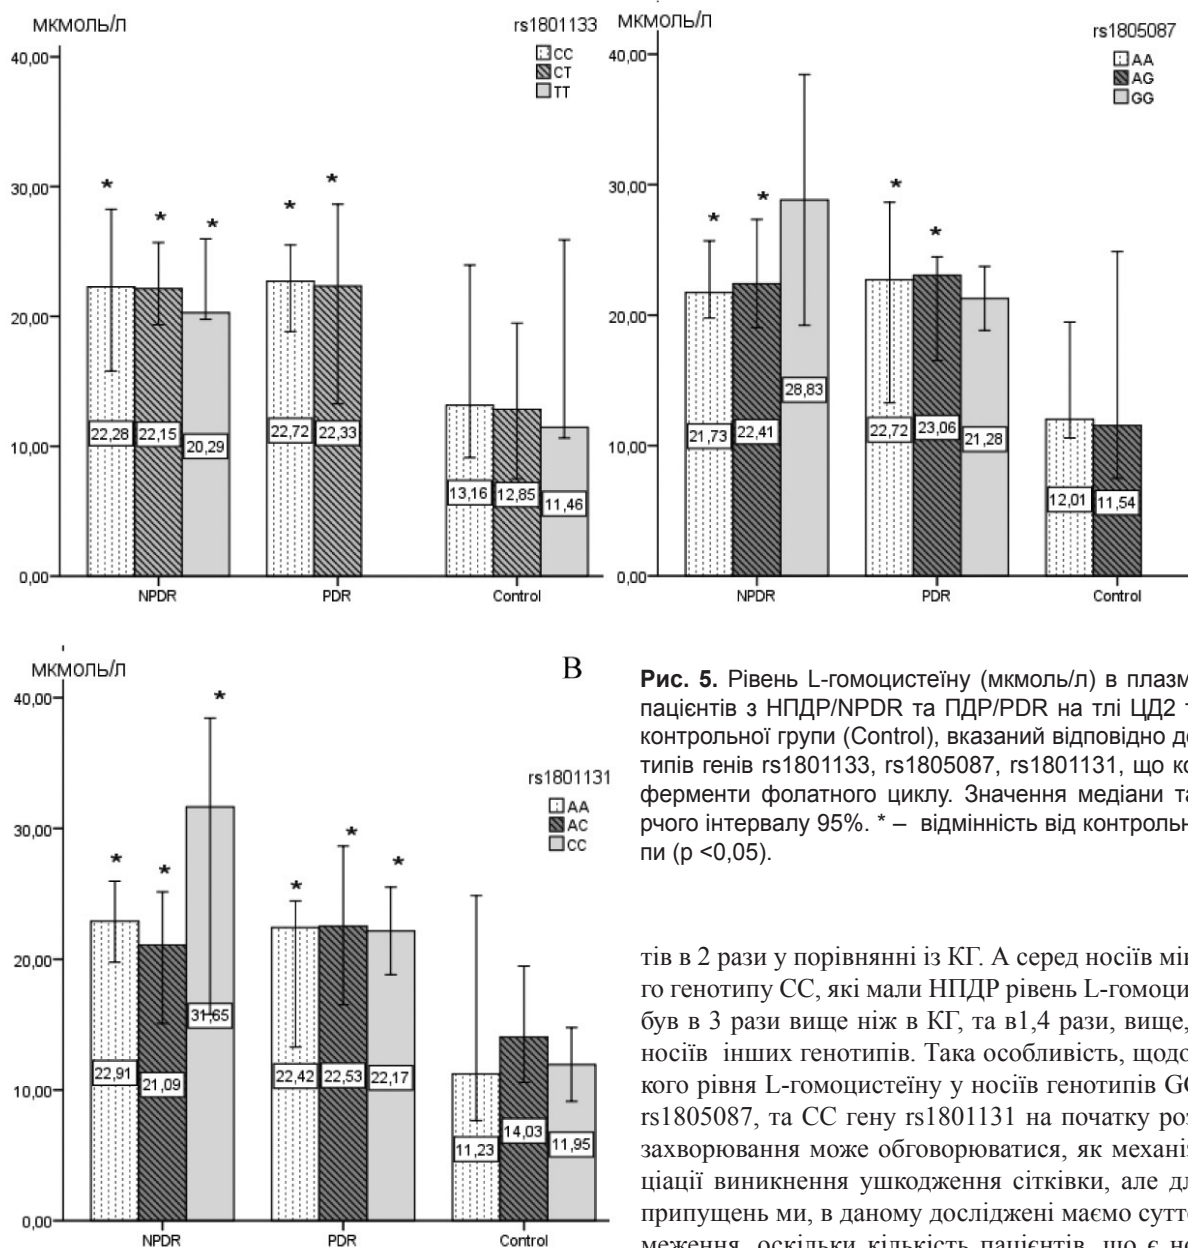 мкмоль/л
rs1801133
CC
CT
TT
40,00
30,00
20,00
10,00
0,00
* * * * *
22,28 22,15 20,29 22,72 22,33 13,16 12,85 11,46
NPDR PDR Control
мкмоль/л
rs1805087
AA
AG
GG
40,00
30,00
20,00
10,00
0,00
* * * *
21,73 22,41 28,83 22,72 23,06 21,28 12,01 11,54
NPDR PDR Control
B
мкмоль/л
rs1801131
AA
AC
CC
40,00
30,00
20,00
10,00
0,00
* * * * * *
22,91 21,09 31,65 22,42 22,53 22,17 11,23 14,03 11,95
NPDR PDR Control
Рис. 5. Рівень L-гомоцистеїну (мкмоль/л) в плазм
пацієнтів з НПДР/NPDR та ПДР/PDR на тлі ЦД2 т
контрольної групи (Control), вказаний відповідно до
типів генів rs1801133, rs1805087, rs1801131, що ко
ферменти фолатного циклу. Значення медіани та
рчого інтервалу 95%. * – відмінність від контрольн
пи (p <0,05).
тів в 2 рази у порівнянні із КГ. А серед носіїв мін
го генотипу СС, які мали НПДР рівень L-гомоци
був в 3 рази вище ніж в КГ, та в1,4 рази, вище,
носіїв інших генотипів. Така особливість, щодо
кого рівня L-гомоцистеїну у носіїв генотипів GG
rs1805087, та СС гену rs1801131 на початку роз
захворювання може обговорюватися, як механіз
ціації виникнення ушкодження сітківки, але дл
припущень ми, в даному досліджені маємо сутт
меження, оскільки кількість пацієнтів, що є но